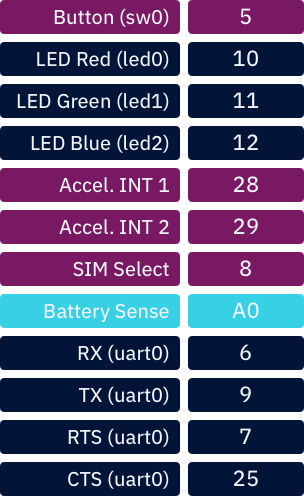 Button (sw0) 5
LED Red (led0) 10
LED Green (led1) 11
LED Blue (led2) 12
Accel. INT 1 28
Accel. INT 2 29
SIM Select 8
Battery Sense A0
RX (uart0) 6
TX (uart0) 9
RTS (uart0) 7
CTS (uart0) 25